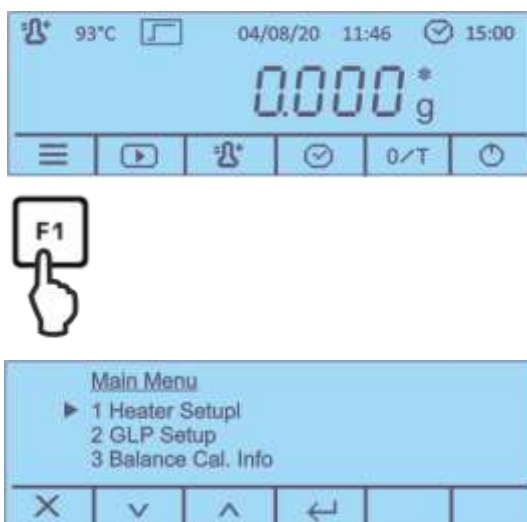 93°C 04/08/20 11:46 15:00
0.000 * g
0/T
F1
Main Menu
1 Heater Setupl
2 GLP Setup
3 Balance Cal. Info